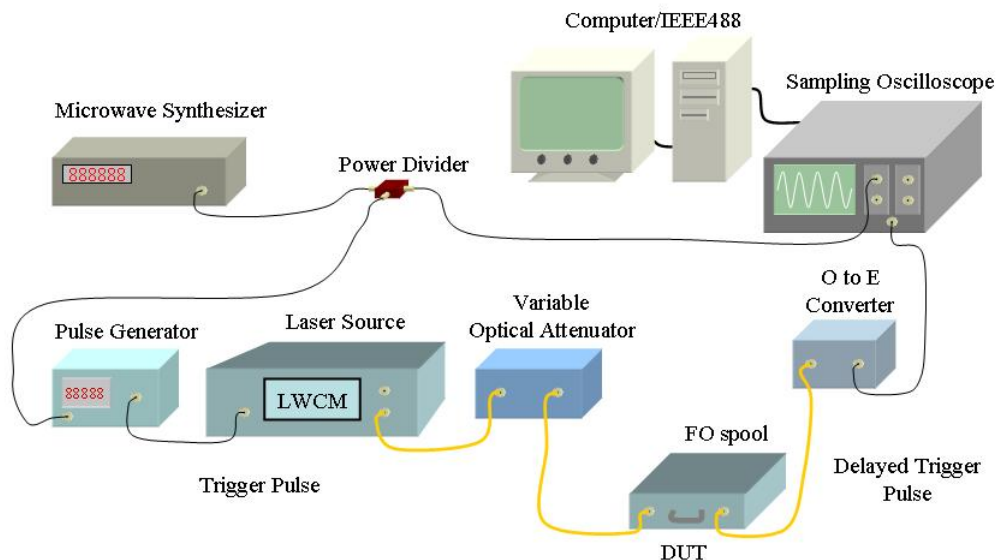 Computer/IEEE488
Sampling Oscilloscope
Microwave Synthesizer
888888
Power Divider
O to E
Converter
Variable
Optical Attenuator
Laser Source
Pulse Generator
88888
LWCM
FO spool
Trigger Pulse
Delayed Trigger
Pulse
DUT